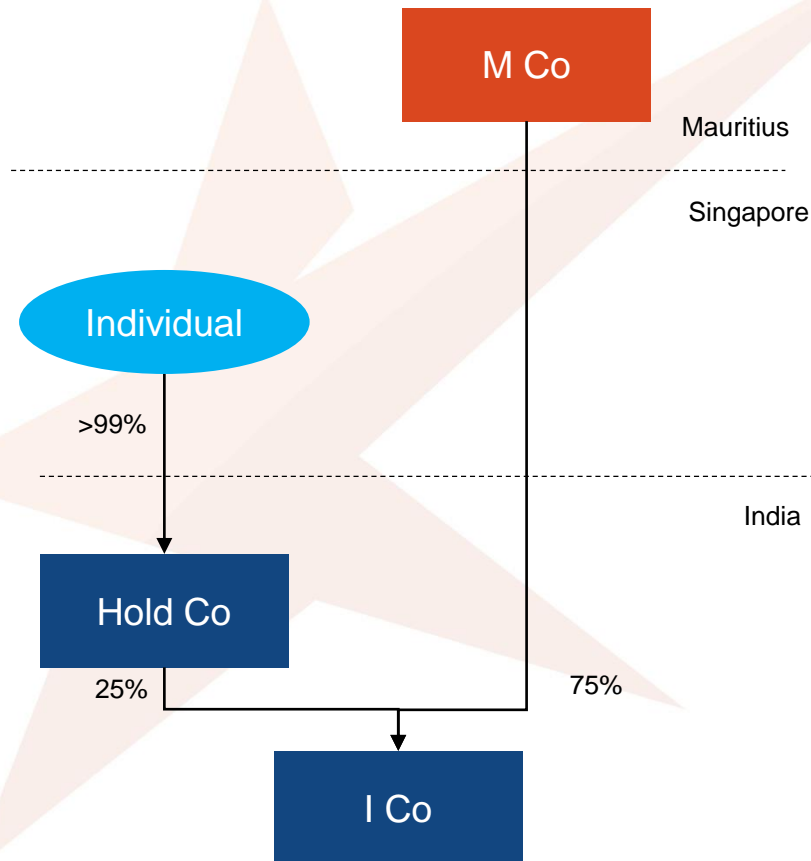 M Co
Mauritius
Singapore
Individual
>99%
India
Hold Co
25%
75%
I Co